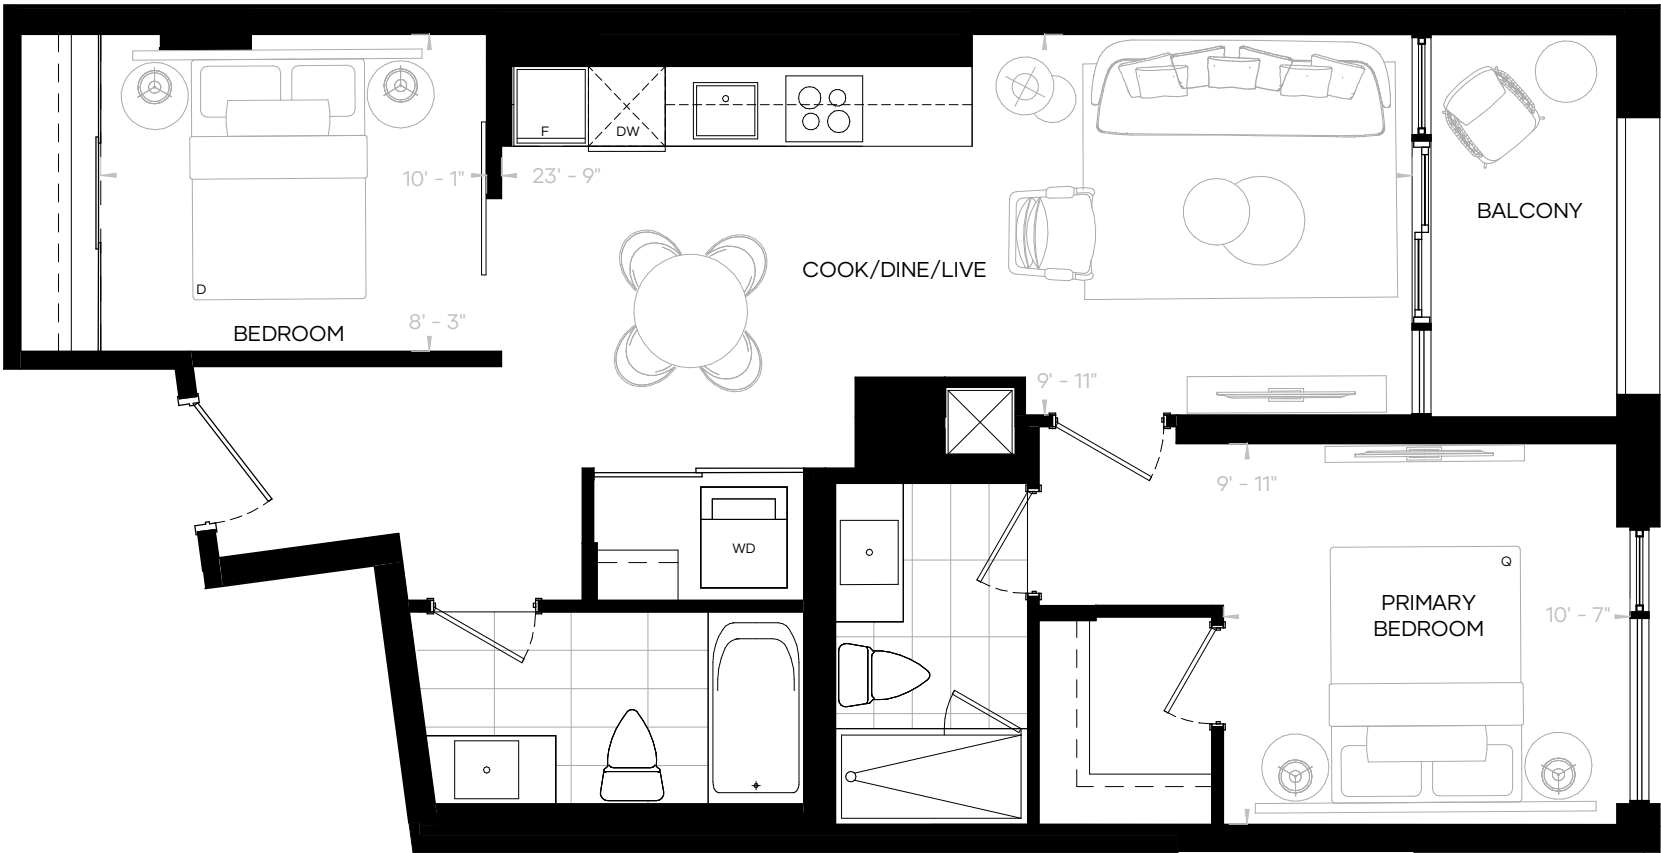 F
DW
10' - 1"
23' - 9"
BALCONY
COOK/DINE/LIVE
D
8' - 3"
BEDROOM
9' - 11"
9' - 11"
WD
Q
PRIMARY
BEDROOM
10' - 7"